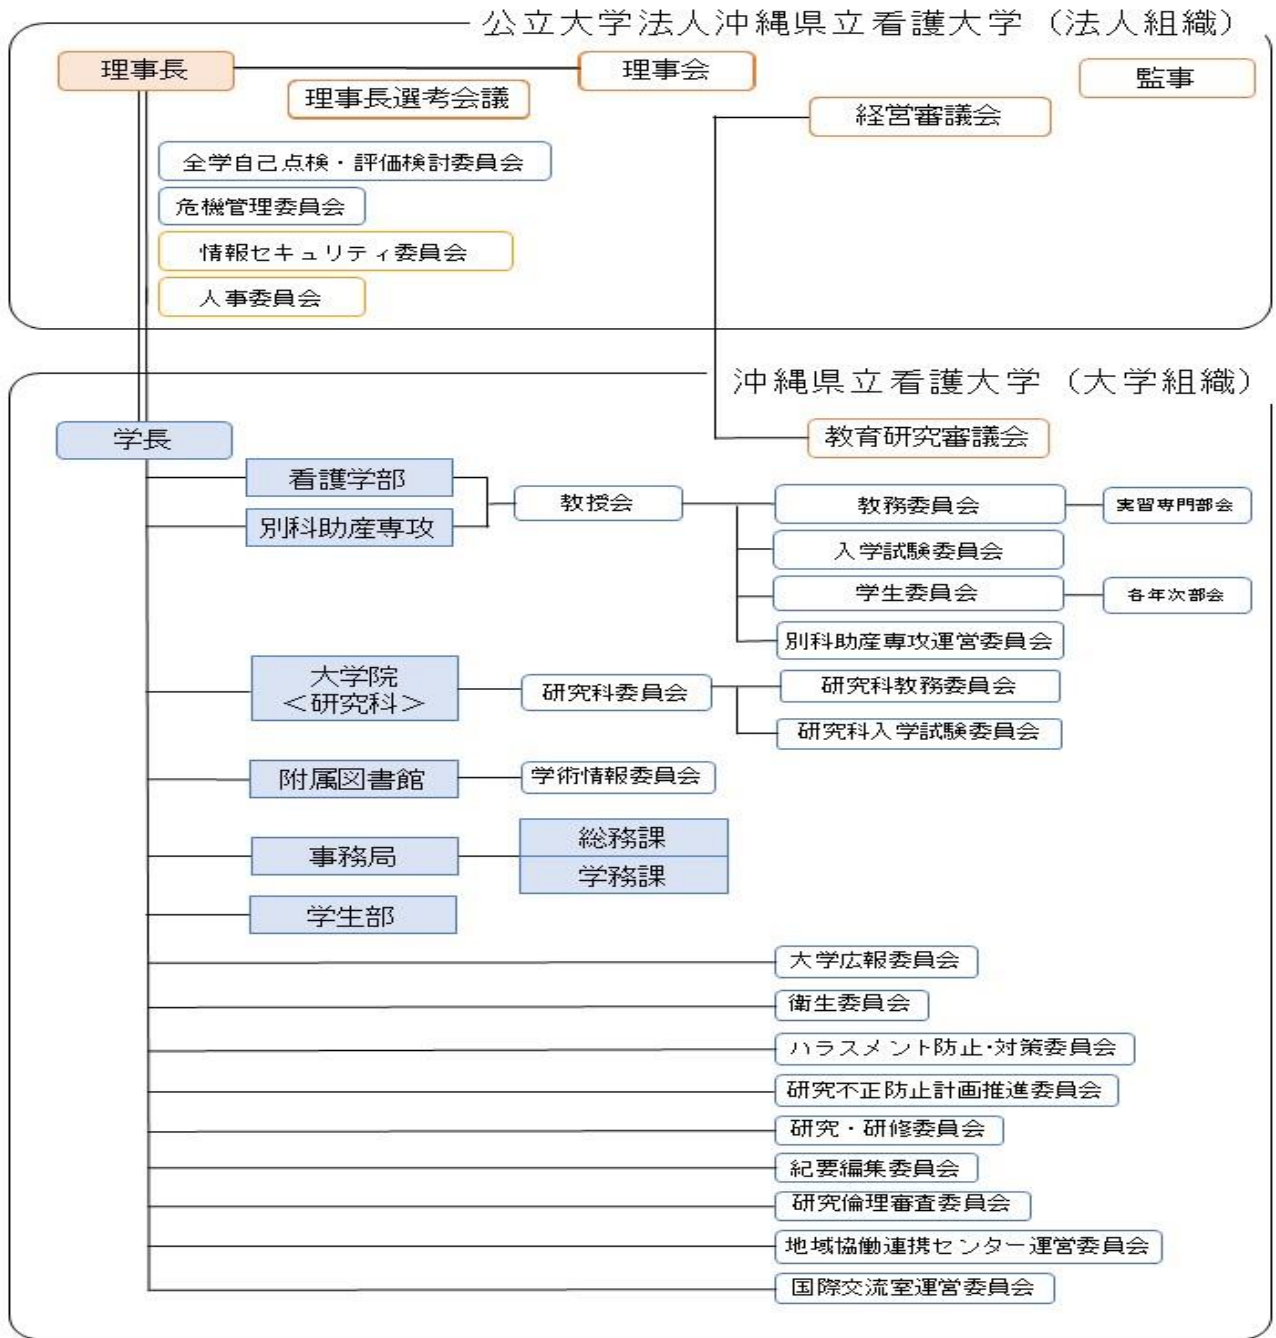 公立大学法人沖縄県立看護大学（法人組織）
理事長
理事会
監事
理事長選考会議
経営審議会
全学自己点検・評価検討委員会
危機管理委員会
情報セキュリティ委員会
人事委員会
沖縄県立看護大学（大学組織）
学長
教育研究審議会
看護学部
別科助産専攻
教授会
教務委員会
実習専門部会
入学試験委員会
学生委員会
各年次部会
別科助産専攻運営委員会
大学院
＜研究科＞
研究科委員会
研究科教務委員会
研究科入学試験委員会
附属図書館
学術情報委員会
事務局
総務課
学務課
学生部
大学広報委員会
衛生委員会
ハラスメント防止・対策委員会
研究不正防止計画推進委員会
研究・研修委員会
紀要編集委員会
研究倫理審査委員会
地域協働連携センター運営委員会
国際交流室運営委員会